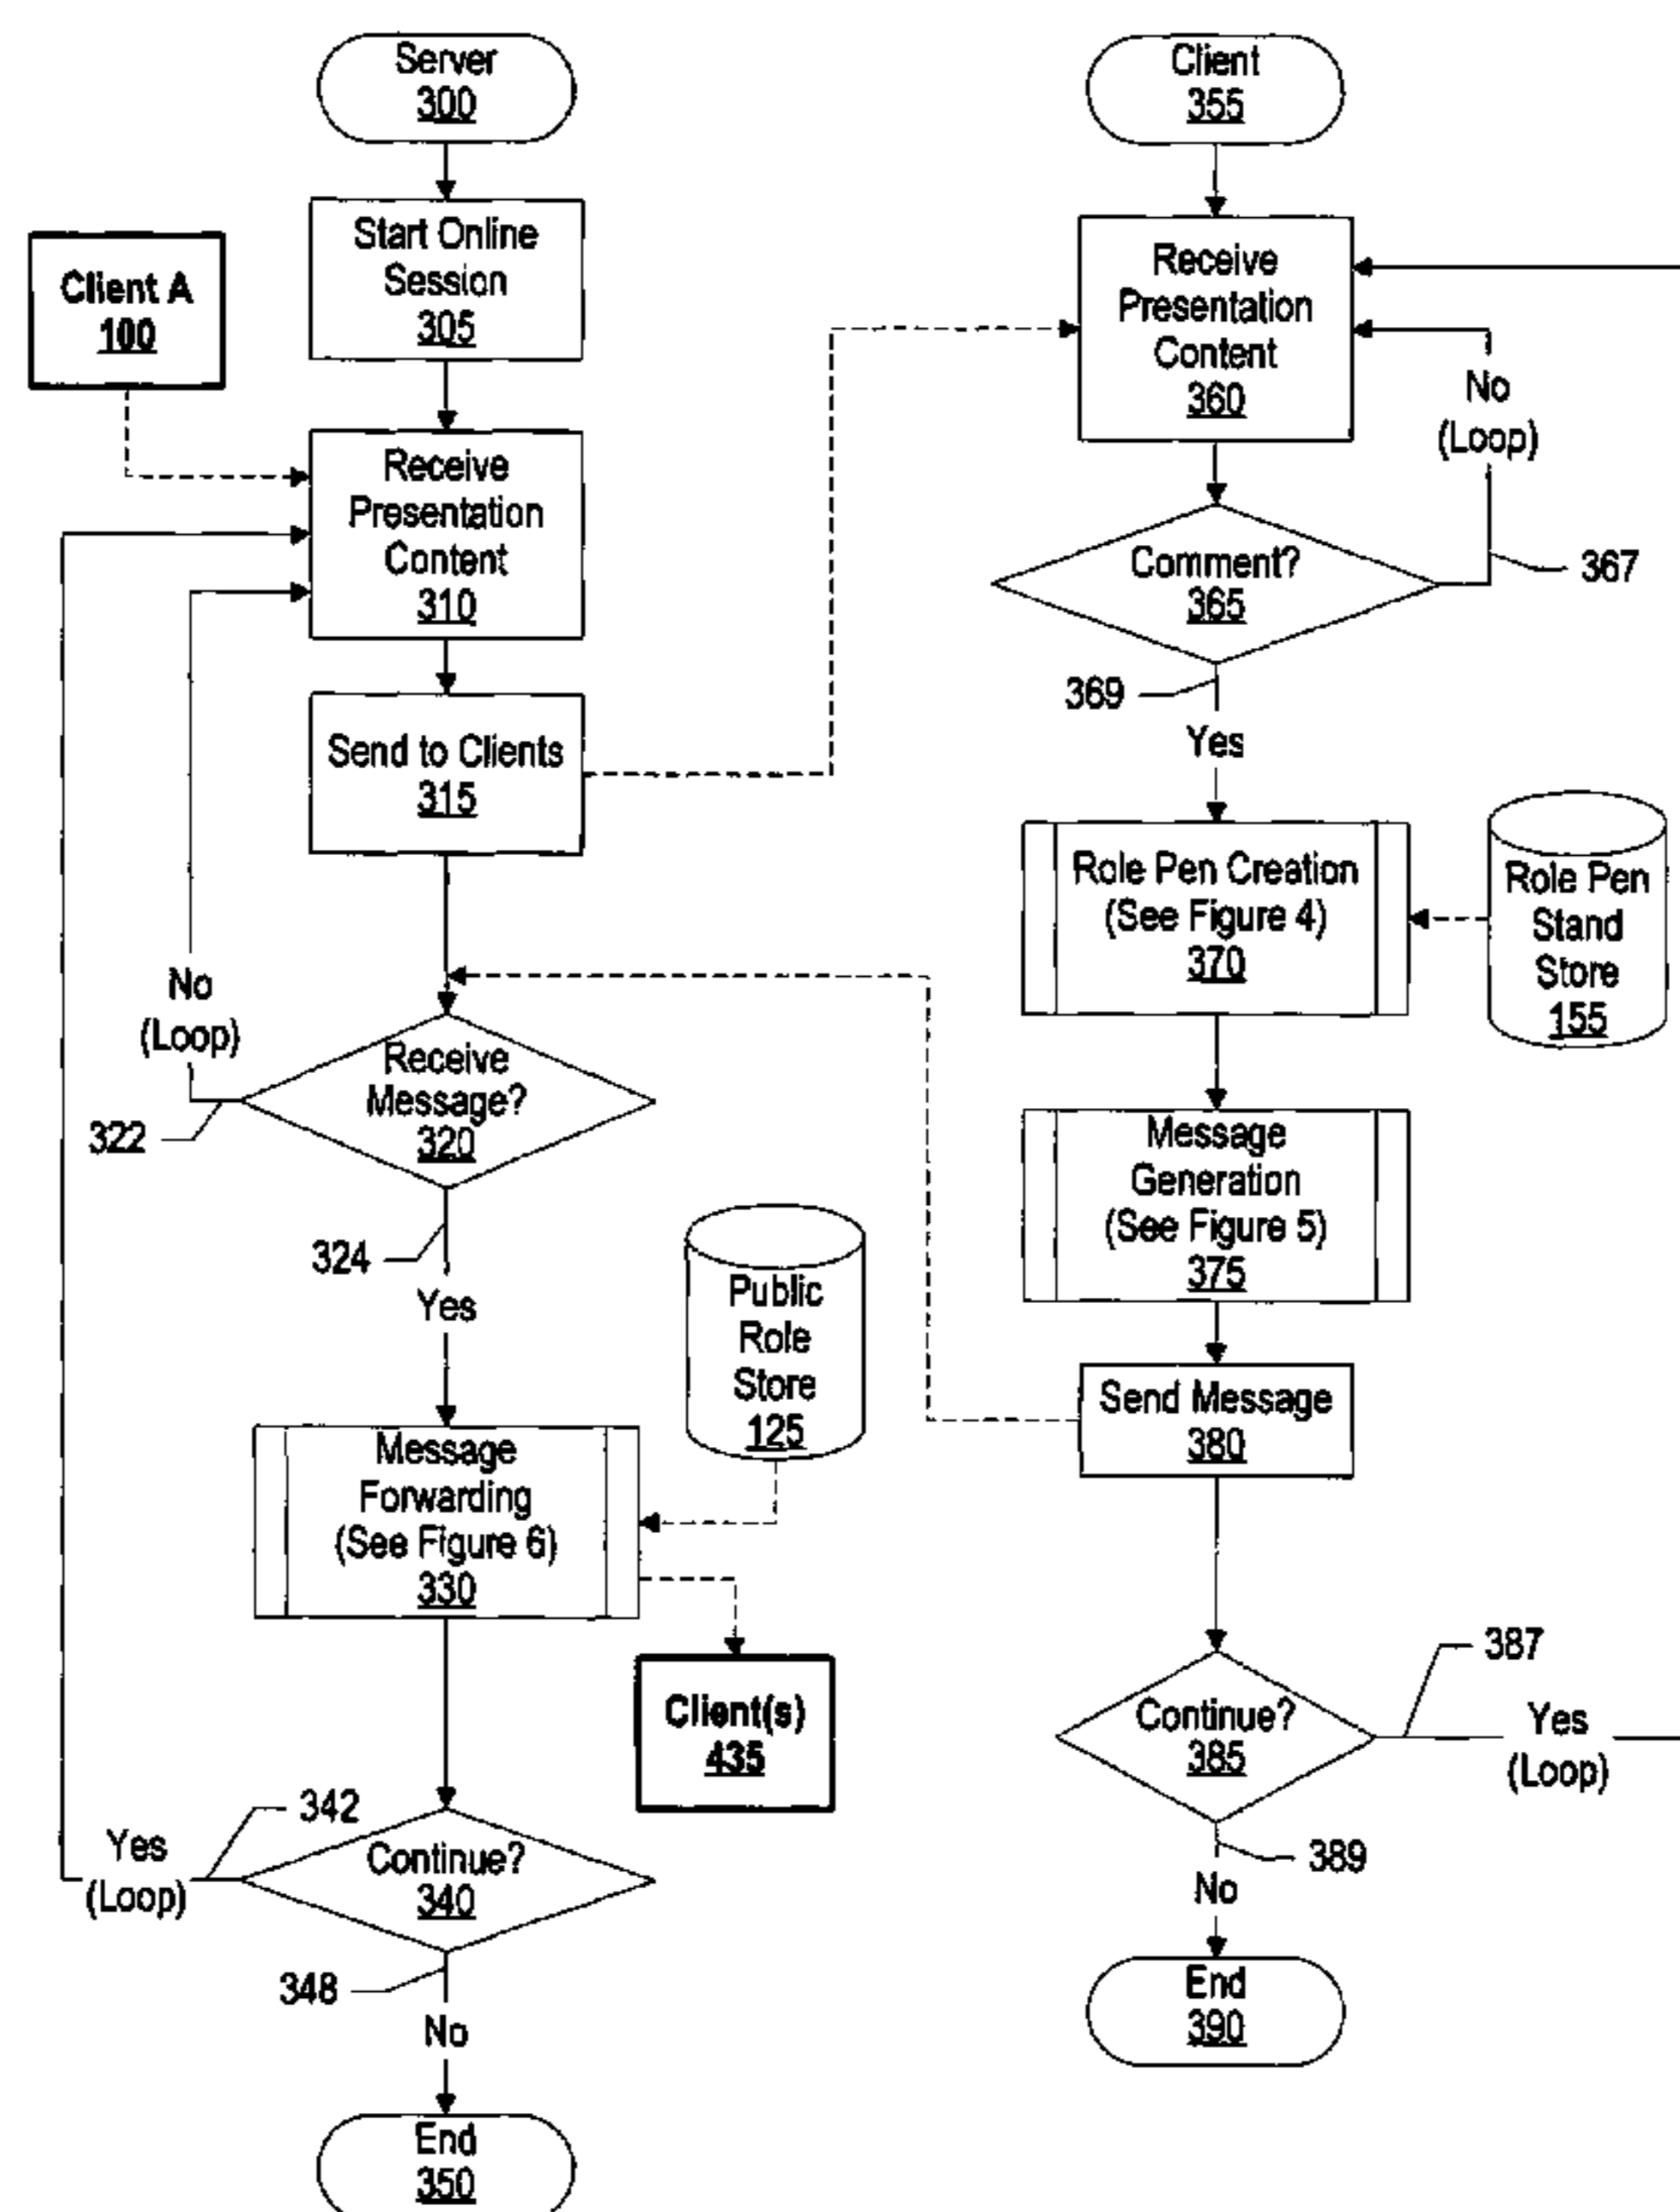 Server
300
Start Online
Session
305
Client A
100
Receive
Presentation
Content
310
Send to Clients
315
No
(Loop)
322
Receive
Message?
320
324
Yes
Public
Role
Store
125
Message
Forwarding
(See Figure 6)
330
Client(s)
435
342
Yes
(Loop)
Continue?
340
348
No
End
350
Client
355
Receive
Presentation
Content
360
No
(Loop)
367
Comment?
365
369
Yes
Role Pen Creation
(See Figure 4)
370
Role Pen
Stand
Store
155
Message
Generation
(See Figure 5)
375
Send Message
380
387
Continue?
385
Yes
(Loop)
389
No
End
390